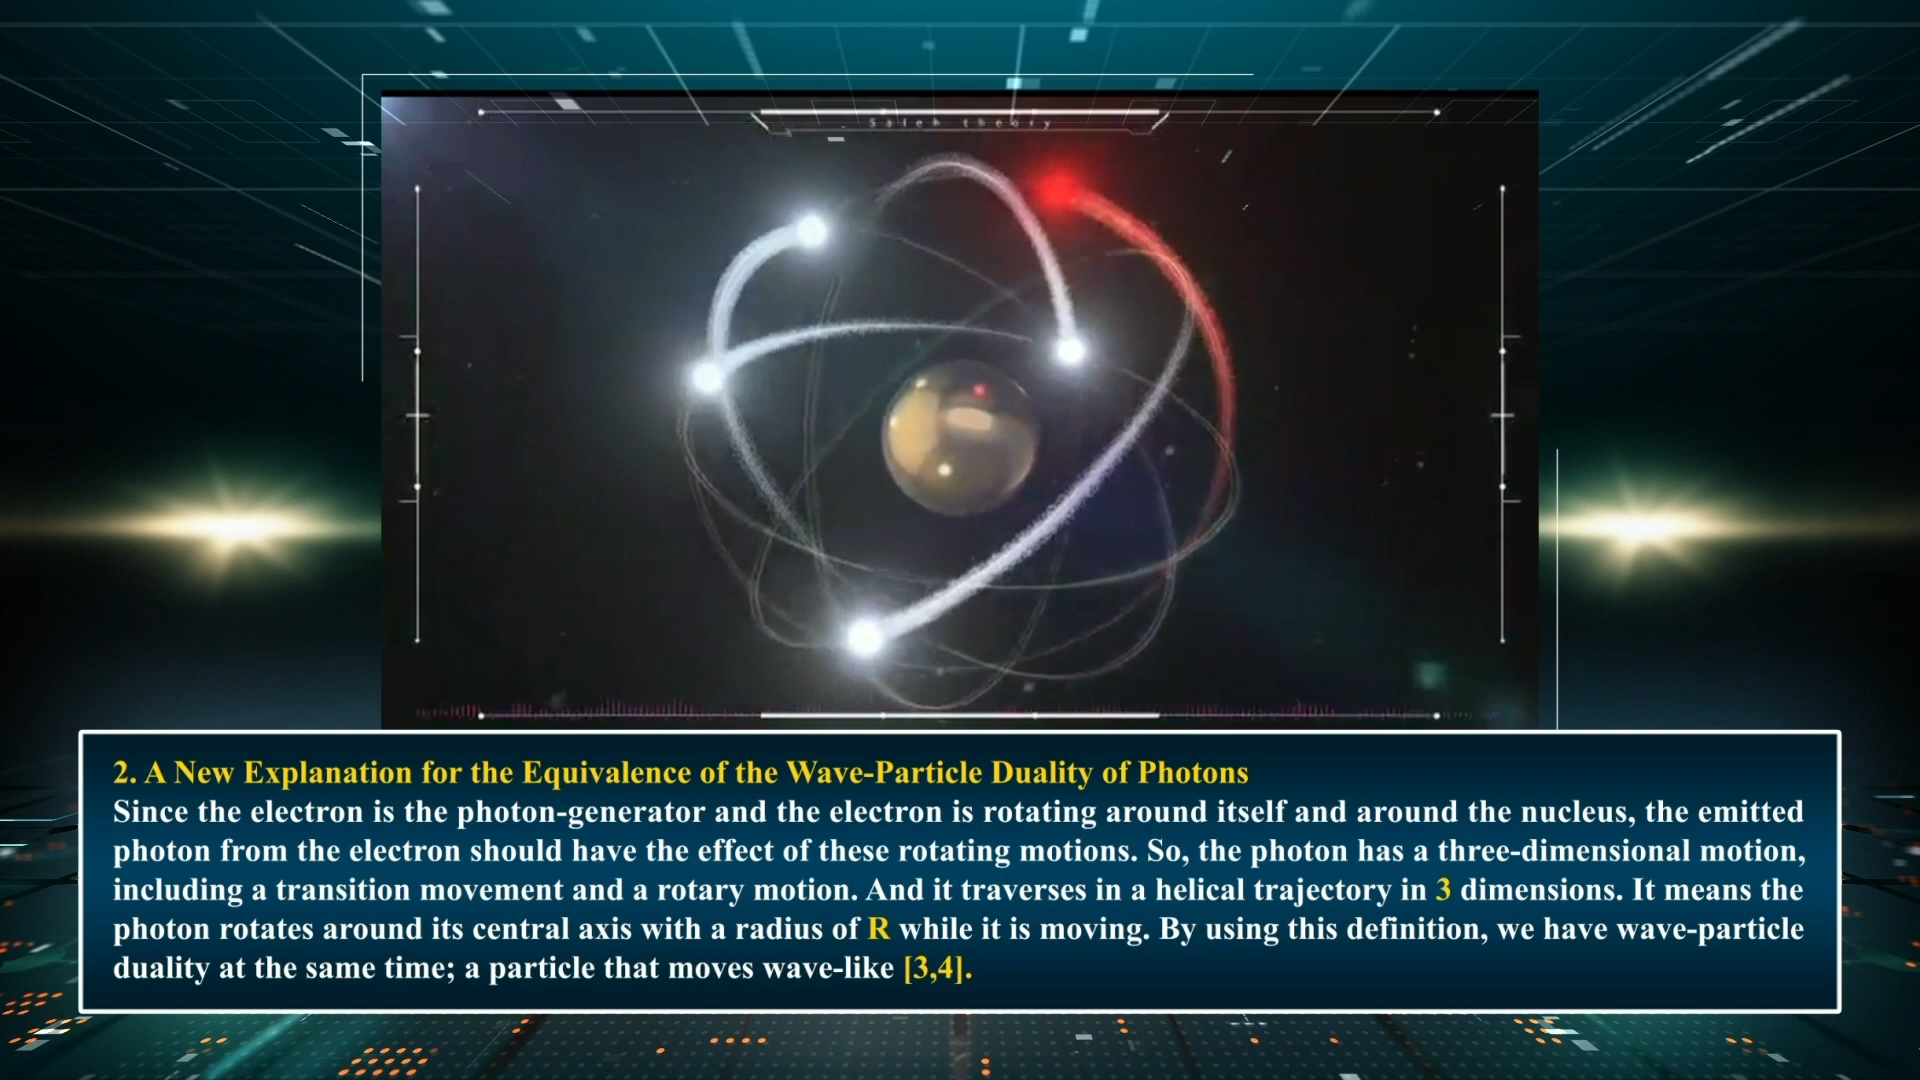 Saleh theory
2. A New Explanation for the Equivalence of the Wave-Particle Duality of Photons
Since the electron is the photon-generator and the electron is rotating around itself and around the nucleus, the emitted
photon from the electron should have the effect of these rotating motions. So, the photon has a three-dimensional motion,
including a transition movement and a rotary motion. And it traverses in a helical trajectory in 3 dimensions. It means the
photon rotates around its central axis with a radius of R while it is moving. By using this definition, we have wave-particle
duality at the same time; a particle that moves wave-like [3,4].